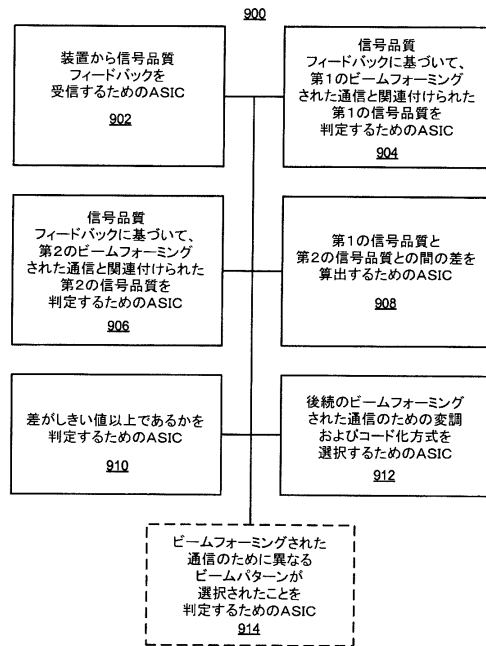 900
装置から信号品質
フィードバックを
受信するためのASIC
902
信号品質
フィードバックに基づいて、
第1のビームフォーミング
された通信と関連付けられた
第1の信号品質を
判定するためのASIC
904
信号品質
フィードバックに基づいて、
第2のビームフォーミング
された通信と関連付けられた
第2の信号品質を
判定するためのASIC
906
第1の信号品質と
第2の信号品質との間の差を
算出するためのASIC
908
差がしきい値以上であるかを
判定するためのASIC
910
後続のビームフォーミング
された通信のための変調
およびコード化方式を
選択するためのASIC
912
ビームフォーミングされた
通信のために異なる
ビームパターンが
選択されたことを
判定するためのASIC
914